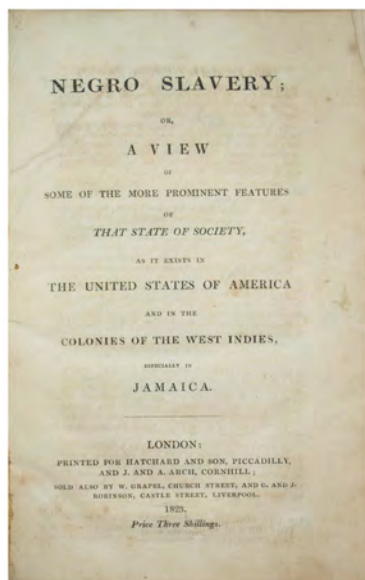 NEGRO SLAVERY;
OR,
A VIEW
OF
SOME OF THE MORE PROMINENT FEATURES
OF
THAT STATE OF SOCIETY,
AS IT EXISTS IN
THE UNITED STATES OF AMERICA
AND IN THE
COLONIES OF THE WEST INDIES,
ESPECIALLY IN
JAMAICA.
LONDON:
PRINTED FOR HATCHARD AND SON, PICCADILLY,
AND J. AND A. ARCH, CORNHILL;
SOLD ALSO BY W. GRAPEL, CHURCH STREET, AND G. AND J.
ROBINSON, CASTLE STREET, LIVERPOOL.
1823.
Price Three Shillings.